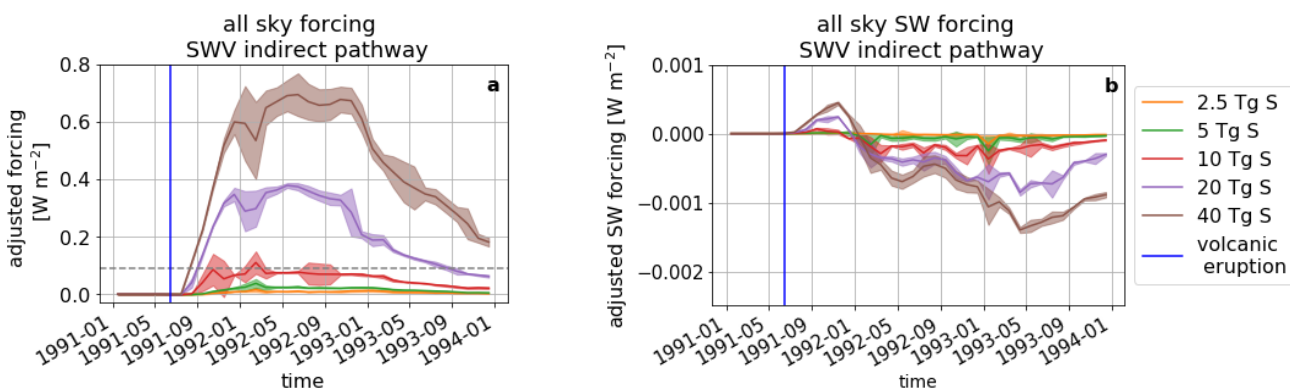 all sky forcing
SWV indirect pathway
adjusted forcing
[W m⁻²]
0.8
0.6
0.4
0.2
0.0
a
1991-01
1991-05
1991-09
1992-01
1992-05
1992-09
1993-01
1993-05
1993-09
1994-01
time
all sky SW forcing
SWV indirect pathway
adjusted SW forcing [W m⁻²]
0.001
0.000
−0.001
−0.002
b
1991-01
1991-05
1991-09
1992-01
1992-05
1992-09
1993-01
1993-05
1993-09
1994-01
time
2.5 Tg S
5 Tg S
10 Tg S
20 Tg S
40 Tg S
volcanic
eruption